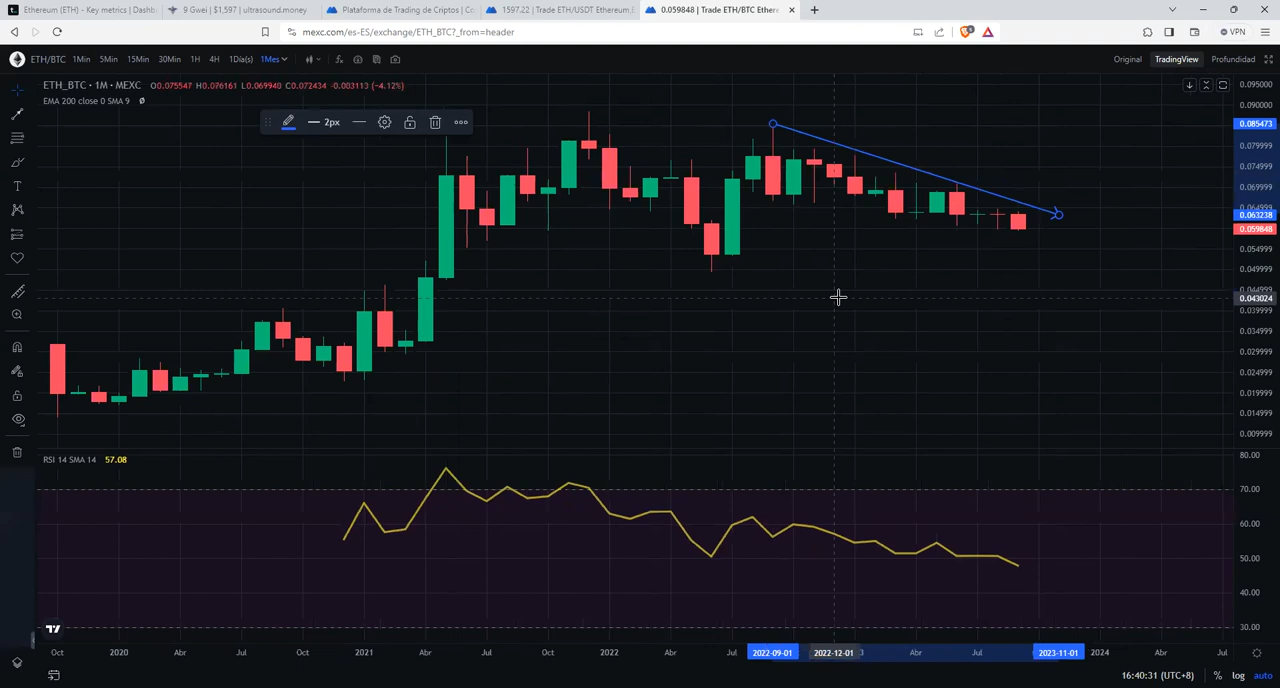 Ethereum (ETH) - Key metrics | Dashb
9 Gwei | $1,597 | ultrasound.money
Plataforma de Trading de Criptos | Co
1597.22 | Trade ETH/USDT Ethereum,E
0.059848 | Trade ETH/BTC Ethere
mexc.com/es-ES/exchange/ETH_BTC?_from=header
VPN
ETH/BTC 1Min 5Min 15Min 30Min 1H 4H 1Día(s) 1Mes
Original TradingView Profundidad
ETH_BTC · 1M · MEXC O0.075547 H0.076161 L0.069940 C0.072434 -0.003113 (-4.12%)
EMA 200 close 0 SMA 9 Ø
2px
0.095000
0.090000
0.085473
0.079999
0.074999
0.069999
0.064999
0.063238
0.059848
0.054999
0.049999
0.044999
0.043024
0.039999
0.034999
0.029999
0.024999
0.019999
0.014999
0.009999
RSI 14 SMA 14 57.08
80.00
70.00
60.00
50.00
40.00
30.00
Oct 2020 Abr Jul Oct 2021 Abr Jul Oct 2022 Abr Jul 2022-09-01 2022-12-01 3 Abr Jul 2023-11-01 2024 Abr Jul
16:40:31 (UTC+8) % log auto